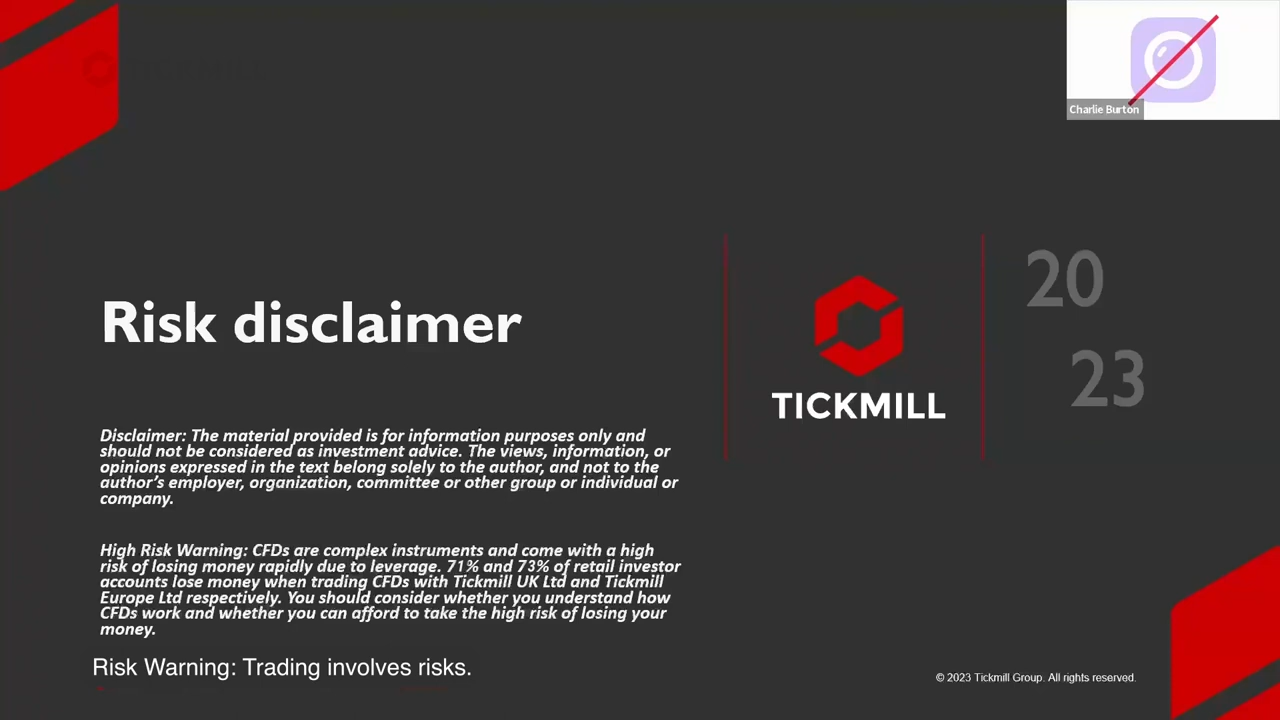 Charlie Burton
Risk disclaimer
TICKMILL
20
23
Disclaimer: The material provided is for information purposes only and
should not be considered as investment advice. The views, information, or
opinions expressed in the text belong solely to the author, and not to the
author’s employer, organization, committee or other group or individual or
company.
High Risk Warning: CFDs are complex instruments and come with a high
risk of losing money rapidly due to leverage. 71% and 73% of retail investor
accounts lose money when trading CFDs with Tickmill UK Ltd and Tickmill
Europe Ltd respectively. You should consider whether you understand how
CFDs work and whether you can afford to take the high risk of losing your
money.
Risk Warning: Trading involves risks.
© 2023 Tickmill Group. All rights reserved.